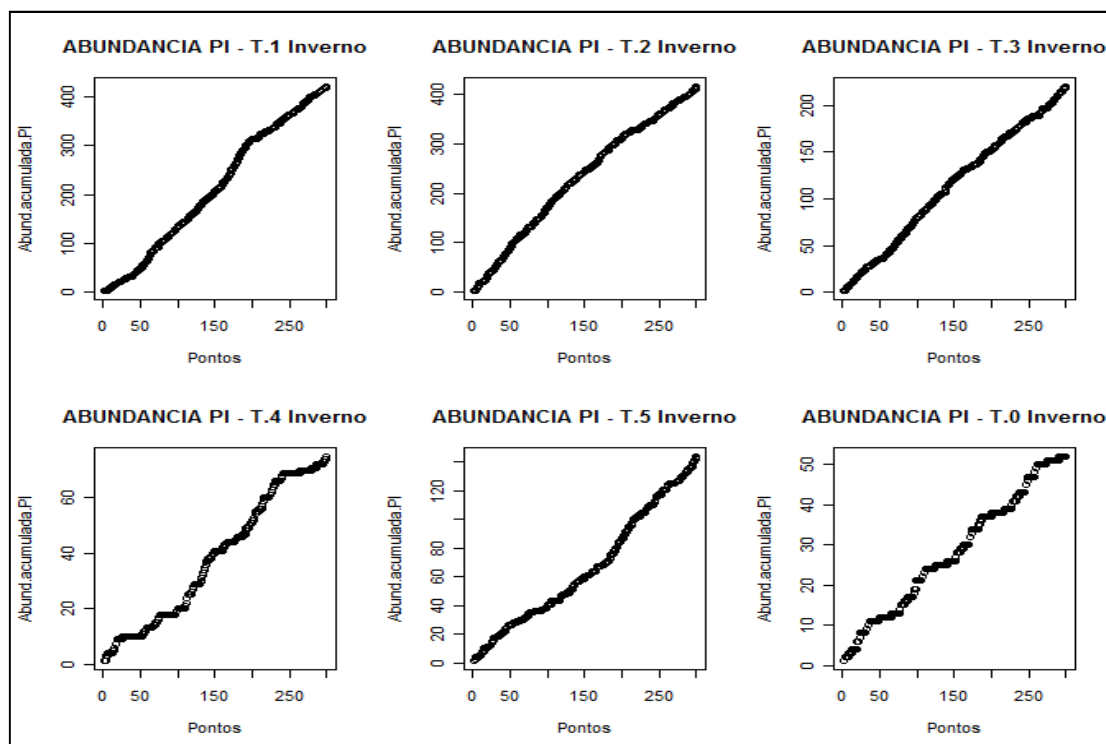 ABUNDANCIA PI - T.1 Inverno
Abund.acumulada.PI
0 100 200 300 400
0 50 150 250
Pontos
ABUNDANCIA PI - T.2 Inverno
Abund.acumulada.PI
0 100 200 300 400
0 50 150 250
Pontos
ABUNDANCIA PI - T.3 Inverno
Abund.acumulada.PI
0 50 100 150 200
0 50 150 250
Pontos
ABUNDANCIA PI - T.4 Inverno
Abund.acumulada.PI
0 20 40 60
0 50 150 250
Pontos
ABUNDANCIA PI - T.5 Inverno
Abund.acumulada.PI
0 20 40 60 80 120
0 50 150 250
Pontos
ABUNDANCIA PI - T.0 Inverno
Abund.acumulada.PI
0 10 20 30 40 50
0 50 150 250
Pontos